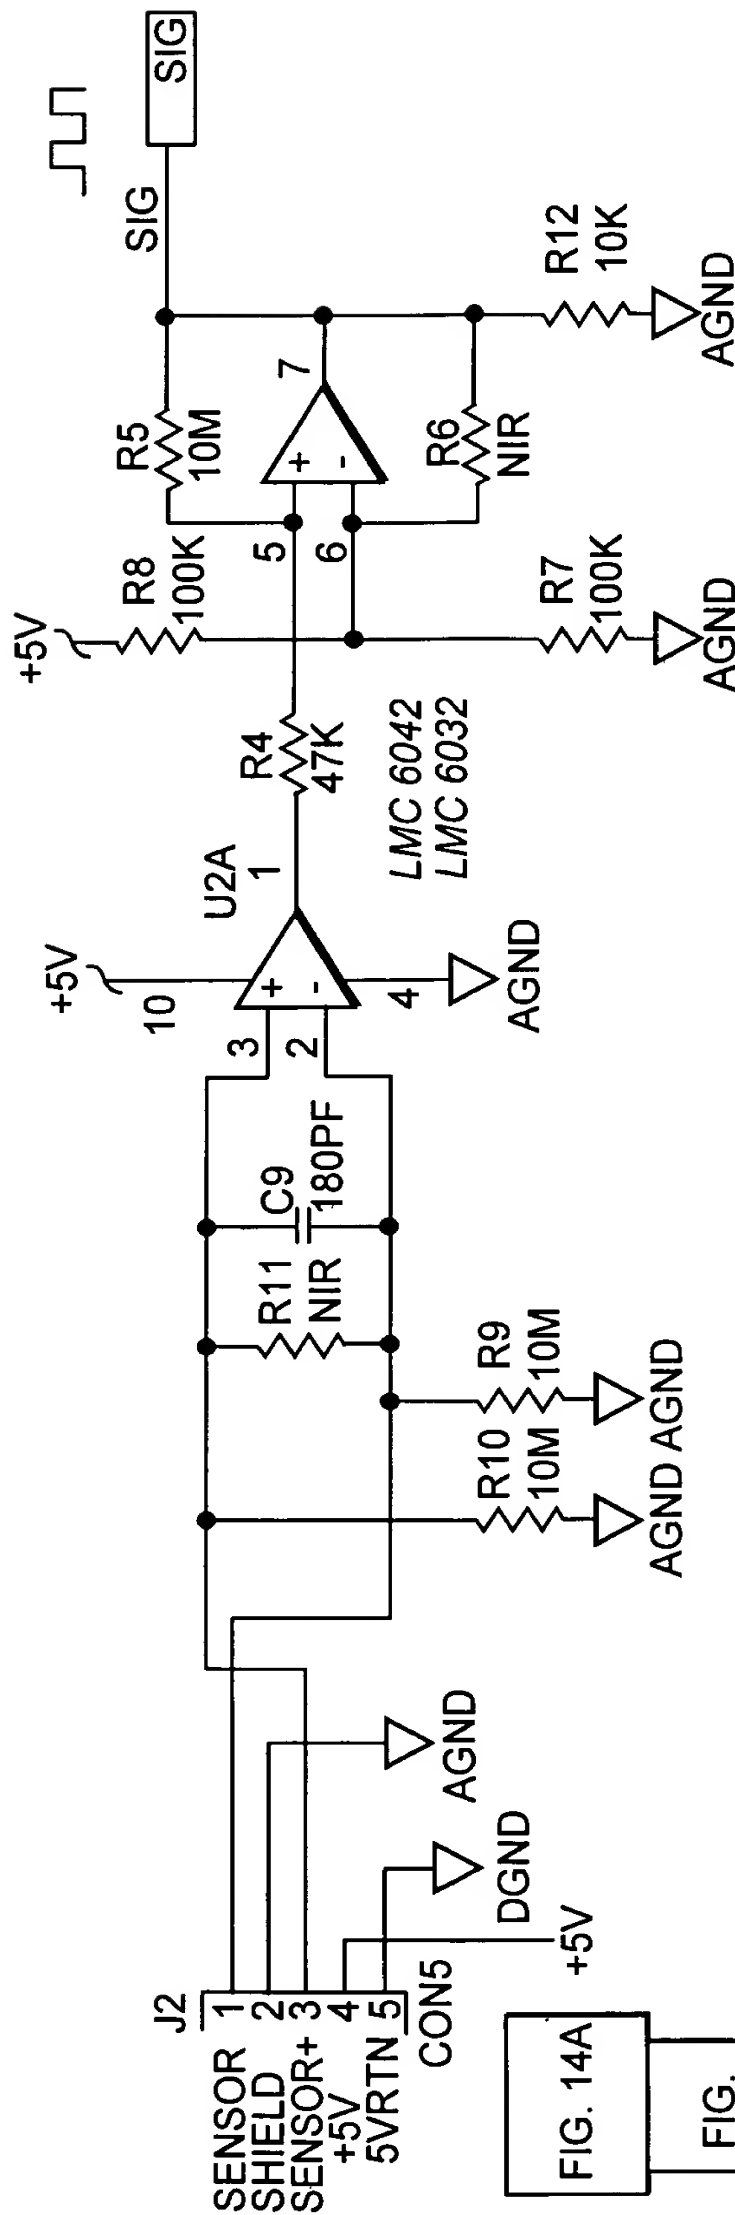 J2
SENSOR 1
SHIELD 2
SENSOR+ 3
+5V 4
5VRTN 5
CON5
+5V
DGND
AGND
R10
10M
AGND
R9
10M
AGND
R11
NIR
C9
180PF
3
2
+
-
+5V
10
4
AGND
U2A
1
R4
47K
LMC 6042
LMC 6032
+5V
R8
100K
R7
100K
AGND
5
6
+
-
7
R5
10M
R6
NIR
R12
10K
AGND
SIG
SIG
FIG. 14A
FIG.